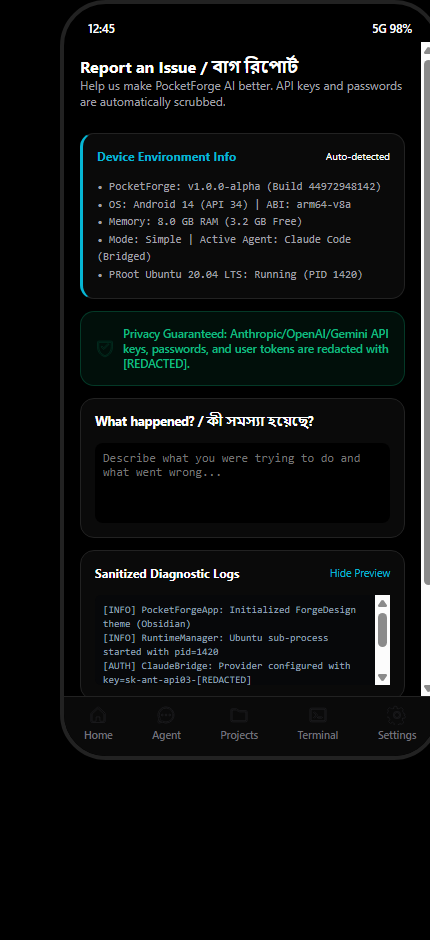 12:45
5G 98%
Report an Issue / বাগ রিপোর্ট
Help us make PocketForge AI better. API keys and passwords
are automatically scrubbed.
Device Environment Info
Auto-detected
• PocketForge: v1.0.0-alpha (Build 44972948142)
• OS: Android 14 (API 34) | ABI: arm64-v8a
• Memory: 8.0 GB RAM (3.2 GB Free)
• Mode: Simple | Active Agent: Claude Code
(Bridged)
• PRoot Ubuntu 20.04 LTS: Running (PID 1420)
Privacy Guaranteed: Anthropic/OpenAI/Gemini API
keys, passwords, and user tokens are redacted with
[REDACTED].
What happened? / কী সমস্যা হয়েছে?
Describe what you were trying to do and
what went wrong...
Sanitized Diagnostic Logs
Hide Preview
[INFO] PocketForgeApp: Initialized ForgeDesign
theme (Obsidian)
[INFO] RuntimeManager: Ubuntu sub-process
started with pid=1420
[AUTH] ClaudeBridge: Provider configured with
key=sk-ant-api03-[REDACTED]
Home
Agent
Projects
Terminal
Settings